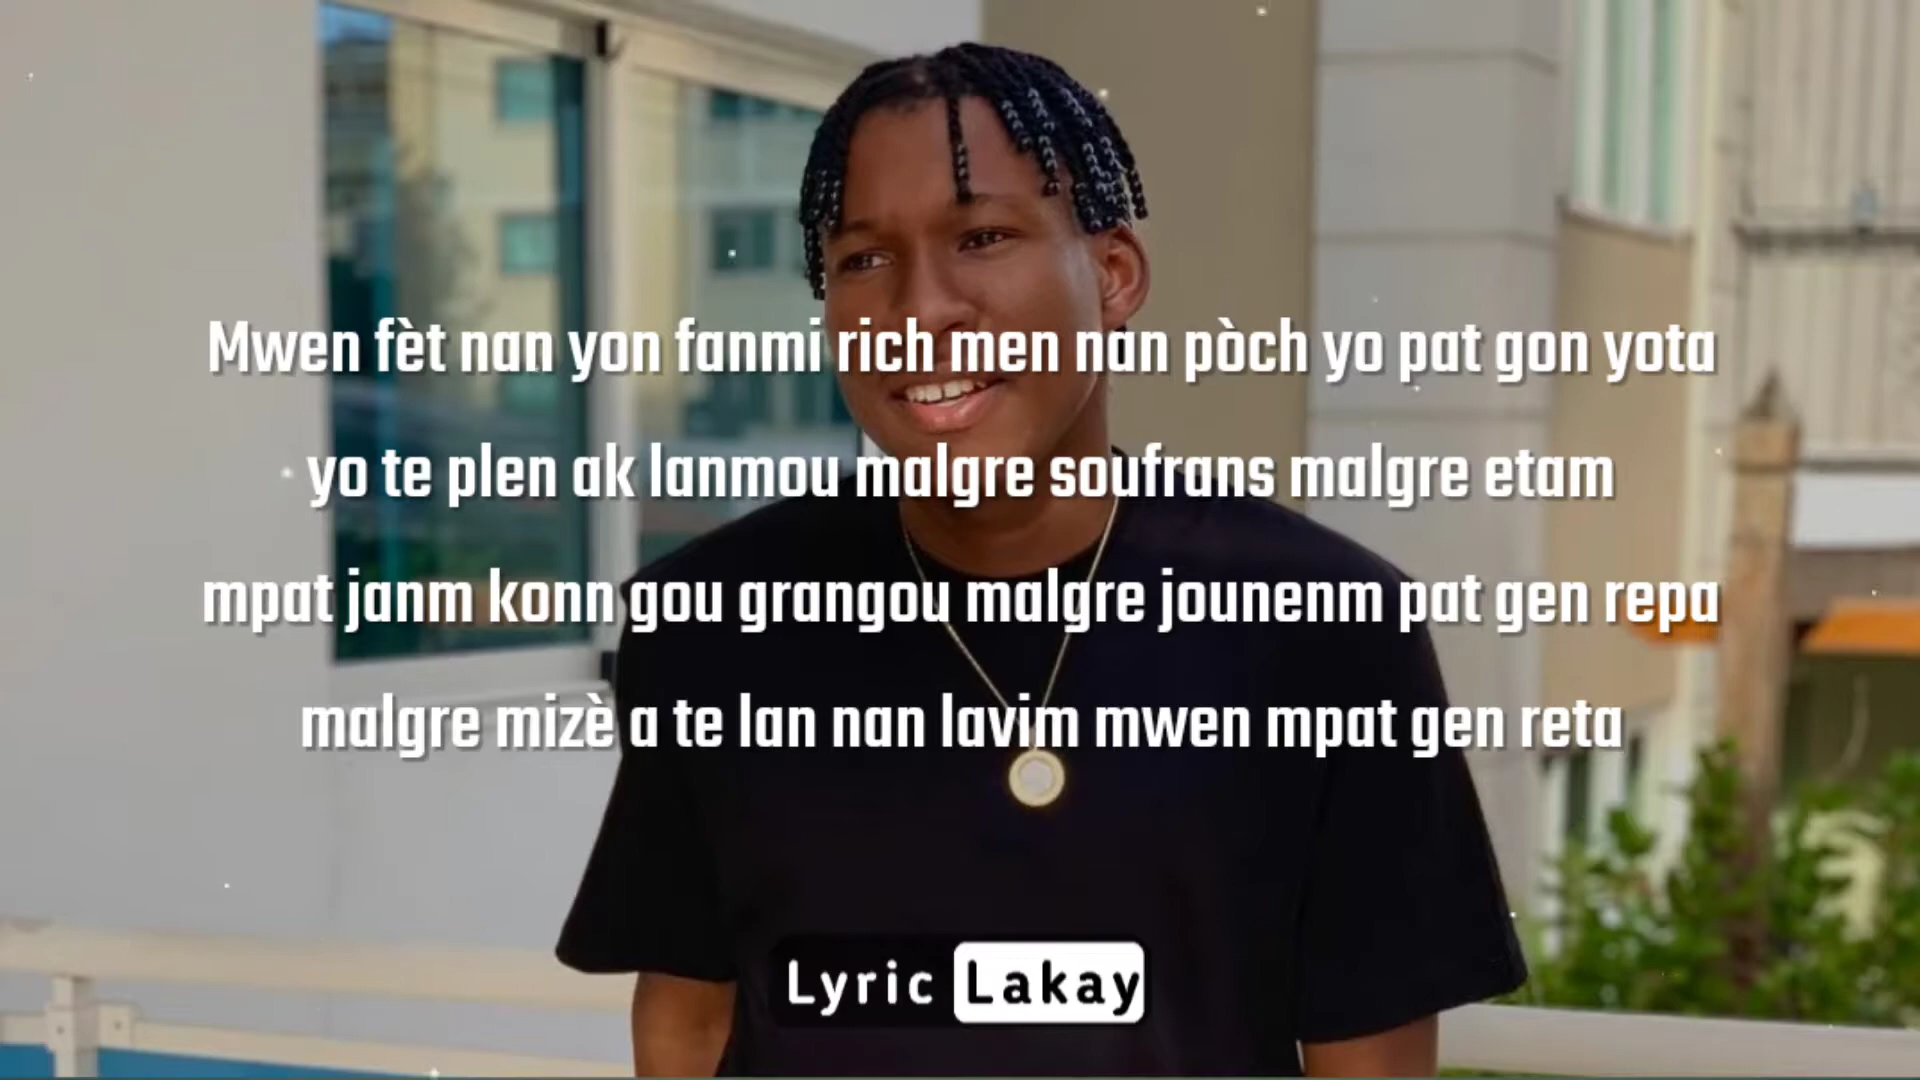 Mwen fèt nan yon fanmi rich men nan pòch yo pat gon yota
yo te plen ak lanmou malgre soufrans malgre etam
mpat janm konn gou grangou malgre jounenm pat gen repa
malgre mizè a te lan nan lavim mwen mpat gen reta
Lyric Lakay